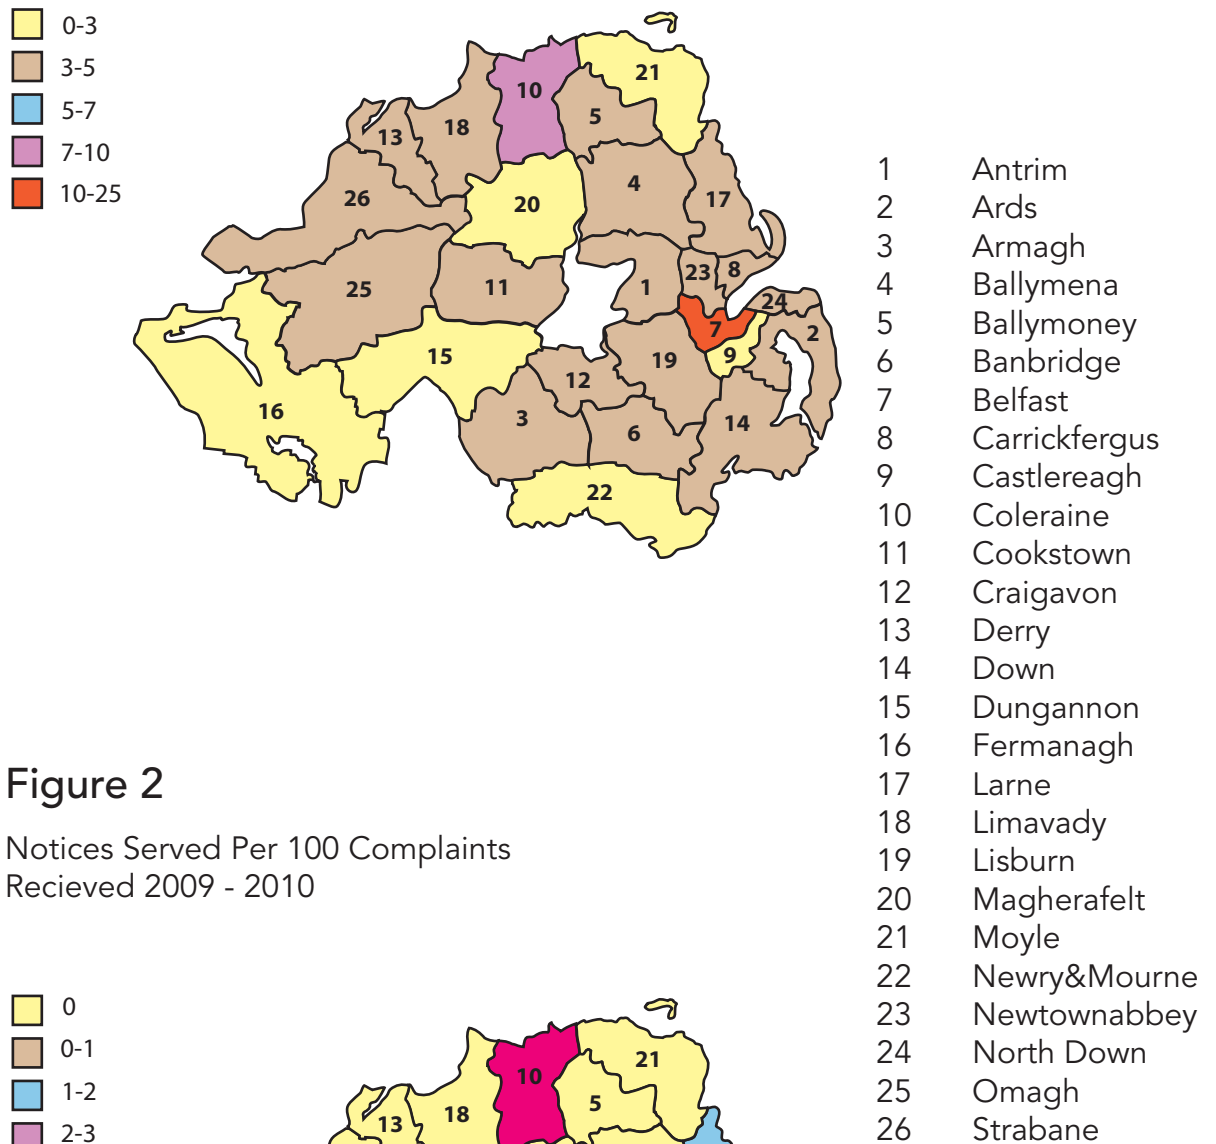 0-3
3-5
5-7
7-10
10-25
21
10
5
18
13
4
17
26
20
23
8
25
11
1
24
7
2
15
9
19
12
16
3
6
14
22
1 Antrim
2 Ards
3 Armagh
4 Ballymena
5 Ballymoney
6 Banbridge
7 Belfast
8 Carrickfergus
9 Castlereagh
10 Coleraine
11 Cookstown
12 Craigavon
13 Derry
14 Down
15 Dungannon
16 Fermanagh
17 Larne
18 Limavady
19 Lisburn
20 Magherafelt
21 Moyle
22 Newry&Mourne
23 Newtownabbey
24 North Down
25 Omagh
26 Strabane
Figure 2
Notices Served Per 100 Complaints
Recieved 2009 - 2010
0
0-1
1-2
2-3
21
10
5
18
13